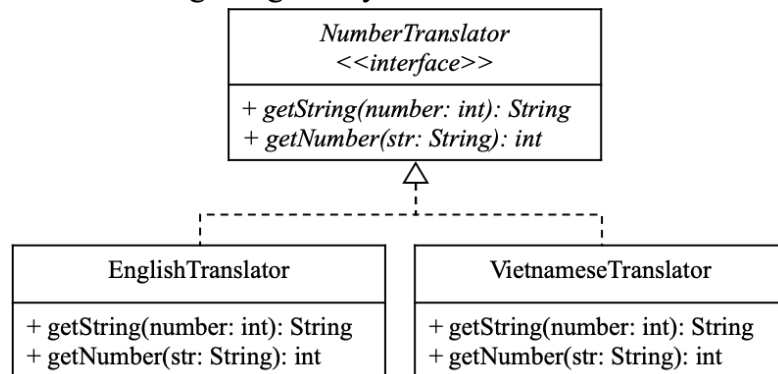 NumberTranslator
<<interface>>
+ getString(number: int): String
+ getNumber(str: String): int
EnglishTranslator
+ getString(number: int): String
+ getNumber(str: String): int
VietnameseTranslator
+ getString(number: int): String
+ getNumber(str: String): int